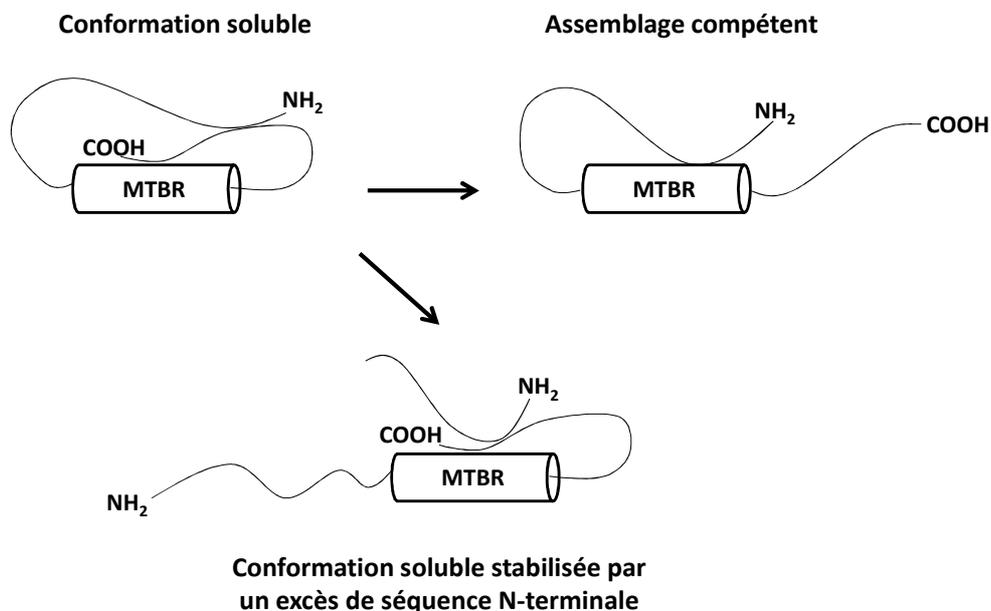 Conformation soluble
Assemblage compétent
NH₂
COOH
MTBR
NH₂
COOH
MTBR
NH₂
COOH
MTBR
NH₂
Conformation soluble stabilisée par
un excès de séquence N-terminale